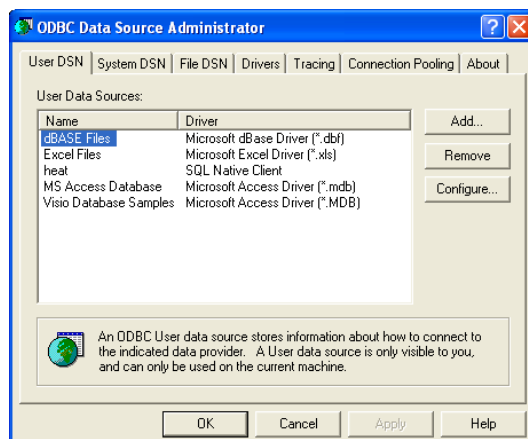 ODBC Data Source Administrator
User DSN System DSN File DSN Drivers Tracing Connection Pooling About
User Data Sources:
Name Driver
dBASE Files Microsoft dBase Driver (*.dbf)
Excel Files Microsoft Excel Driver (*.xls)
heat SQL Native Client
MS Access Database Microsoft Access Driver (*.mdb)
Visio Database Samples Microsoft Access Driver (*.MDB)
Add...
Remove
Configure...
An ODBC User data source stores information about how to connect to
the indicated data provider. A User data source is only visible to you,
and can only be used on the current machine.
OK Cancel Apply Help